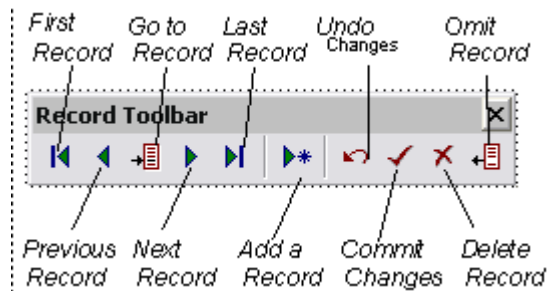 First Record
Go to Record
Last Record
Undo Changes
Omit Record
Record Toolbar
Previous Record
Next Record
Add a Record
Commit Changes
Delete Record